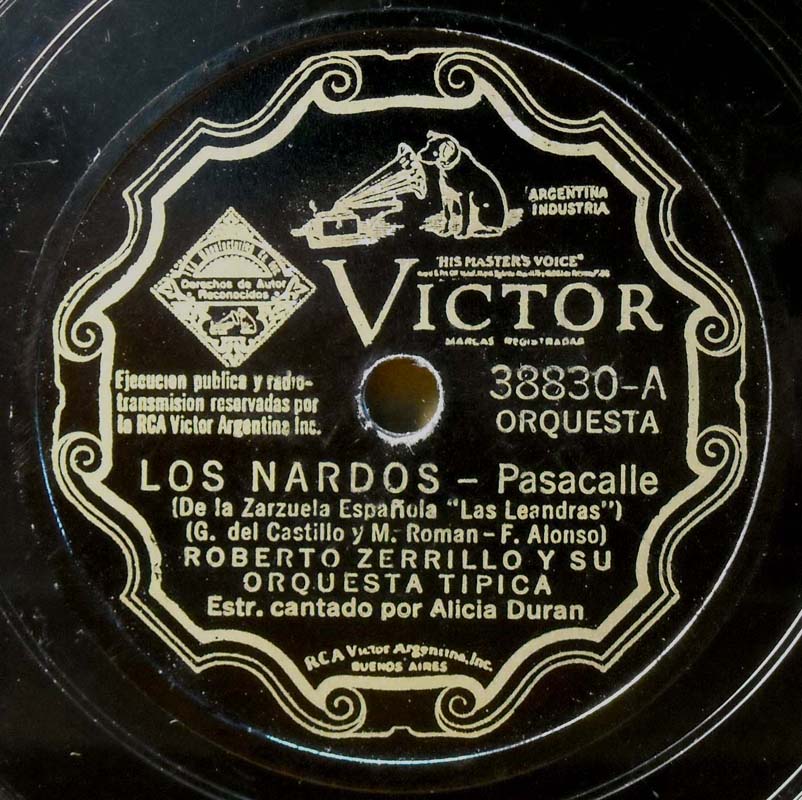 ARGENTINA
INDUSTRIA
"HIS MASTER'S VOICE"
VICTOR
MARCAS REGISTRADAS
Derechos de Autor
Reconocidos
Ejecucion publica y radio-
transmision reservadas por
la RCA Victor Argentina Inc.
38830-A
ORQUESTA
LOS NARDOS - Pasacalle
(De la Zarzuela Española "Las Leandras")
(G. del Castillo y M. Roman - F. Alonso)
ROBERTO ZERRILLO Y SU
ORQUESTA TIPICA
Estr. cantado por Alicia Duran
RCA Victor Argentina, Inc.
BUENOS AIRES